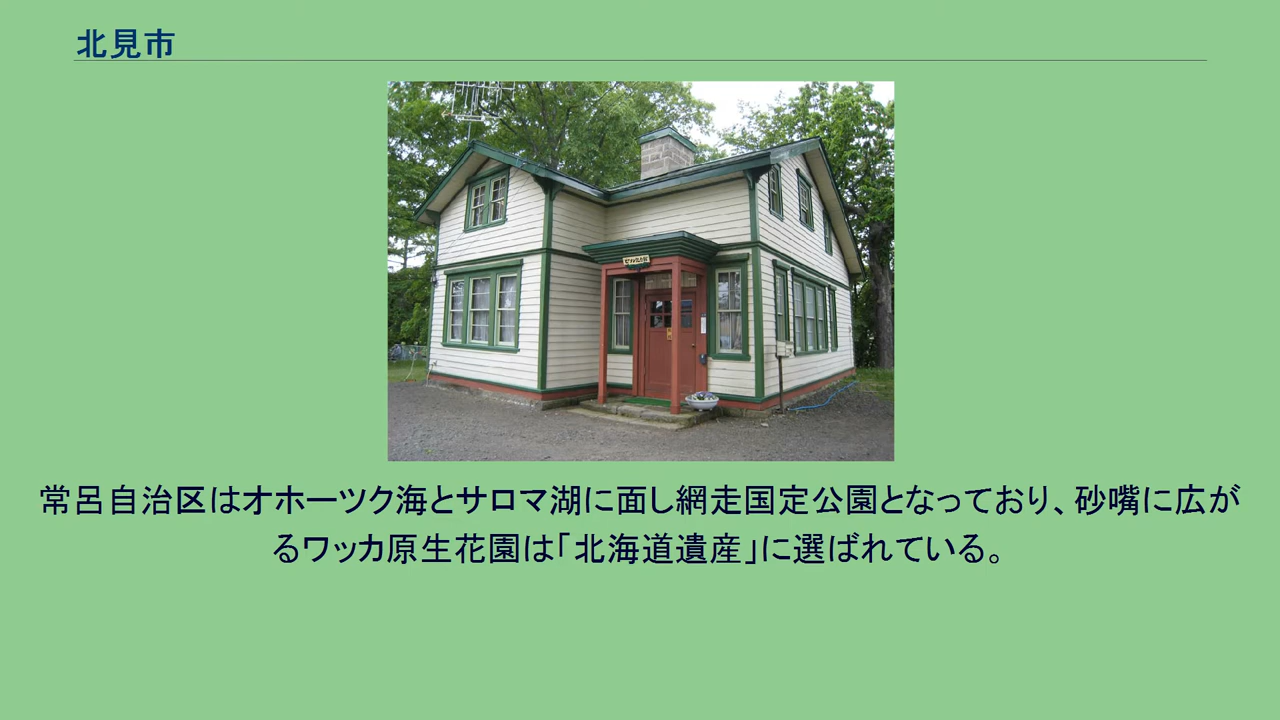 北見市
常呂自治区はオホーツク海とサロマ湖に面し網走国定公園となっており、砂嘴に広が
るワッカ原生花園は「北海道遺産」に選ばれている。